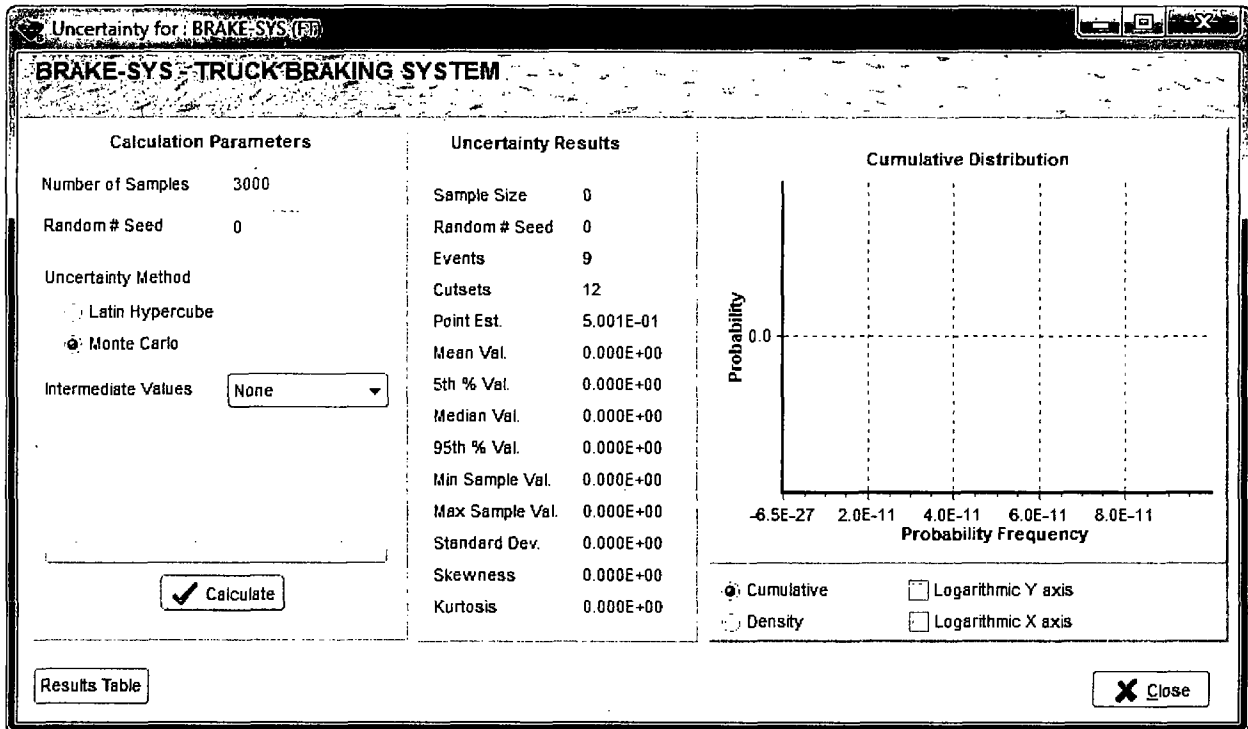 Uncertainty for : BRAKE-SYS (FT)
BRAKE-SYS - TRUCK BRAKING SYSTEM
Calculation Parameters
Number of Samples 3000
Random # Seed 0
Uncertainty Method
Latin Hypercube
Monte Carlo
Intermediate Values None
Calculate
Uncertainty Results
Sample Size 0
Random # Seed 0
Events 9
Cutsets 12
Point Est. 5.001E-01
Mean Val. 0.000E+00
5th % Val. 0.000E+00
Median Val. 0.000E+00
95th % Val. 0.000E+00
Min Sample Val. 0.000E+00
Max Sample Val. 0.000E+00
Standard Dev. 0.000E+00
Skewness 0.000E+00
Kurtosis 0.000E+00
Cumulative Distribution
Probability
0.0
-6.5E-27 2.0E-11 4.0E-11 6.0E-11 8.0E-11
Probability Frequency
Cumulative Logarithmic Y axis
Density Logarithmic X axis
Results Table
Close